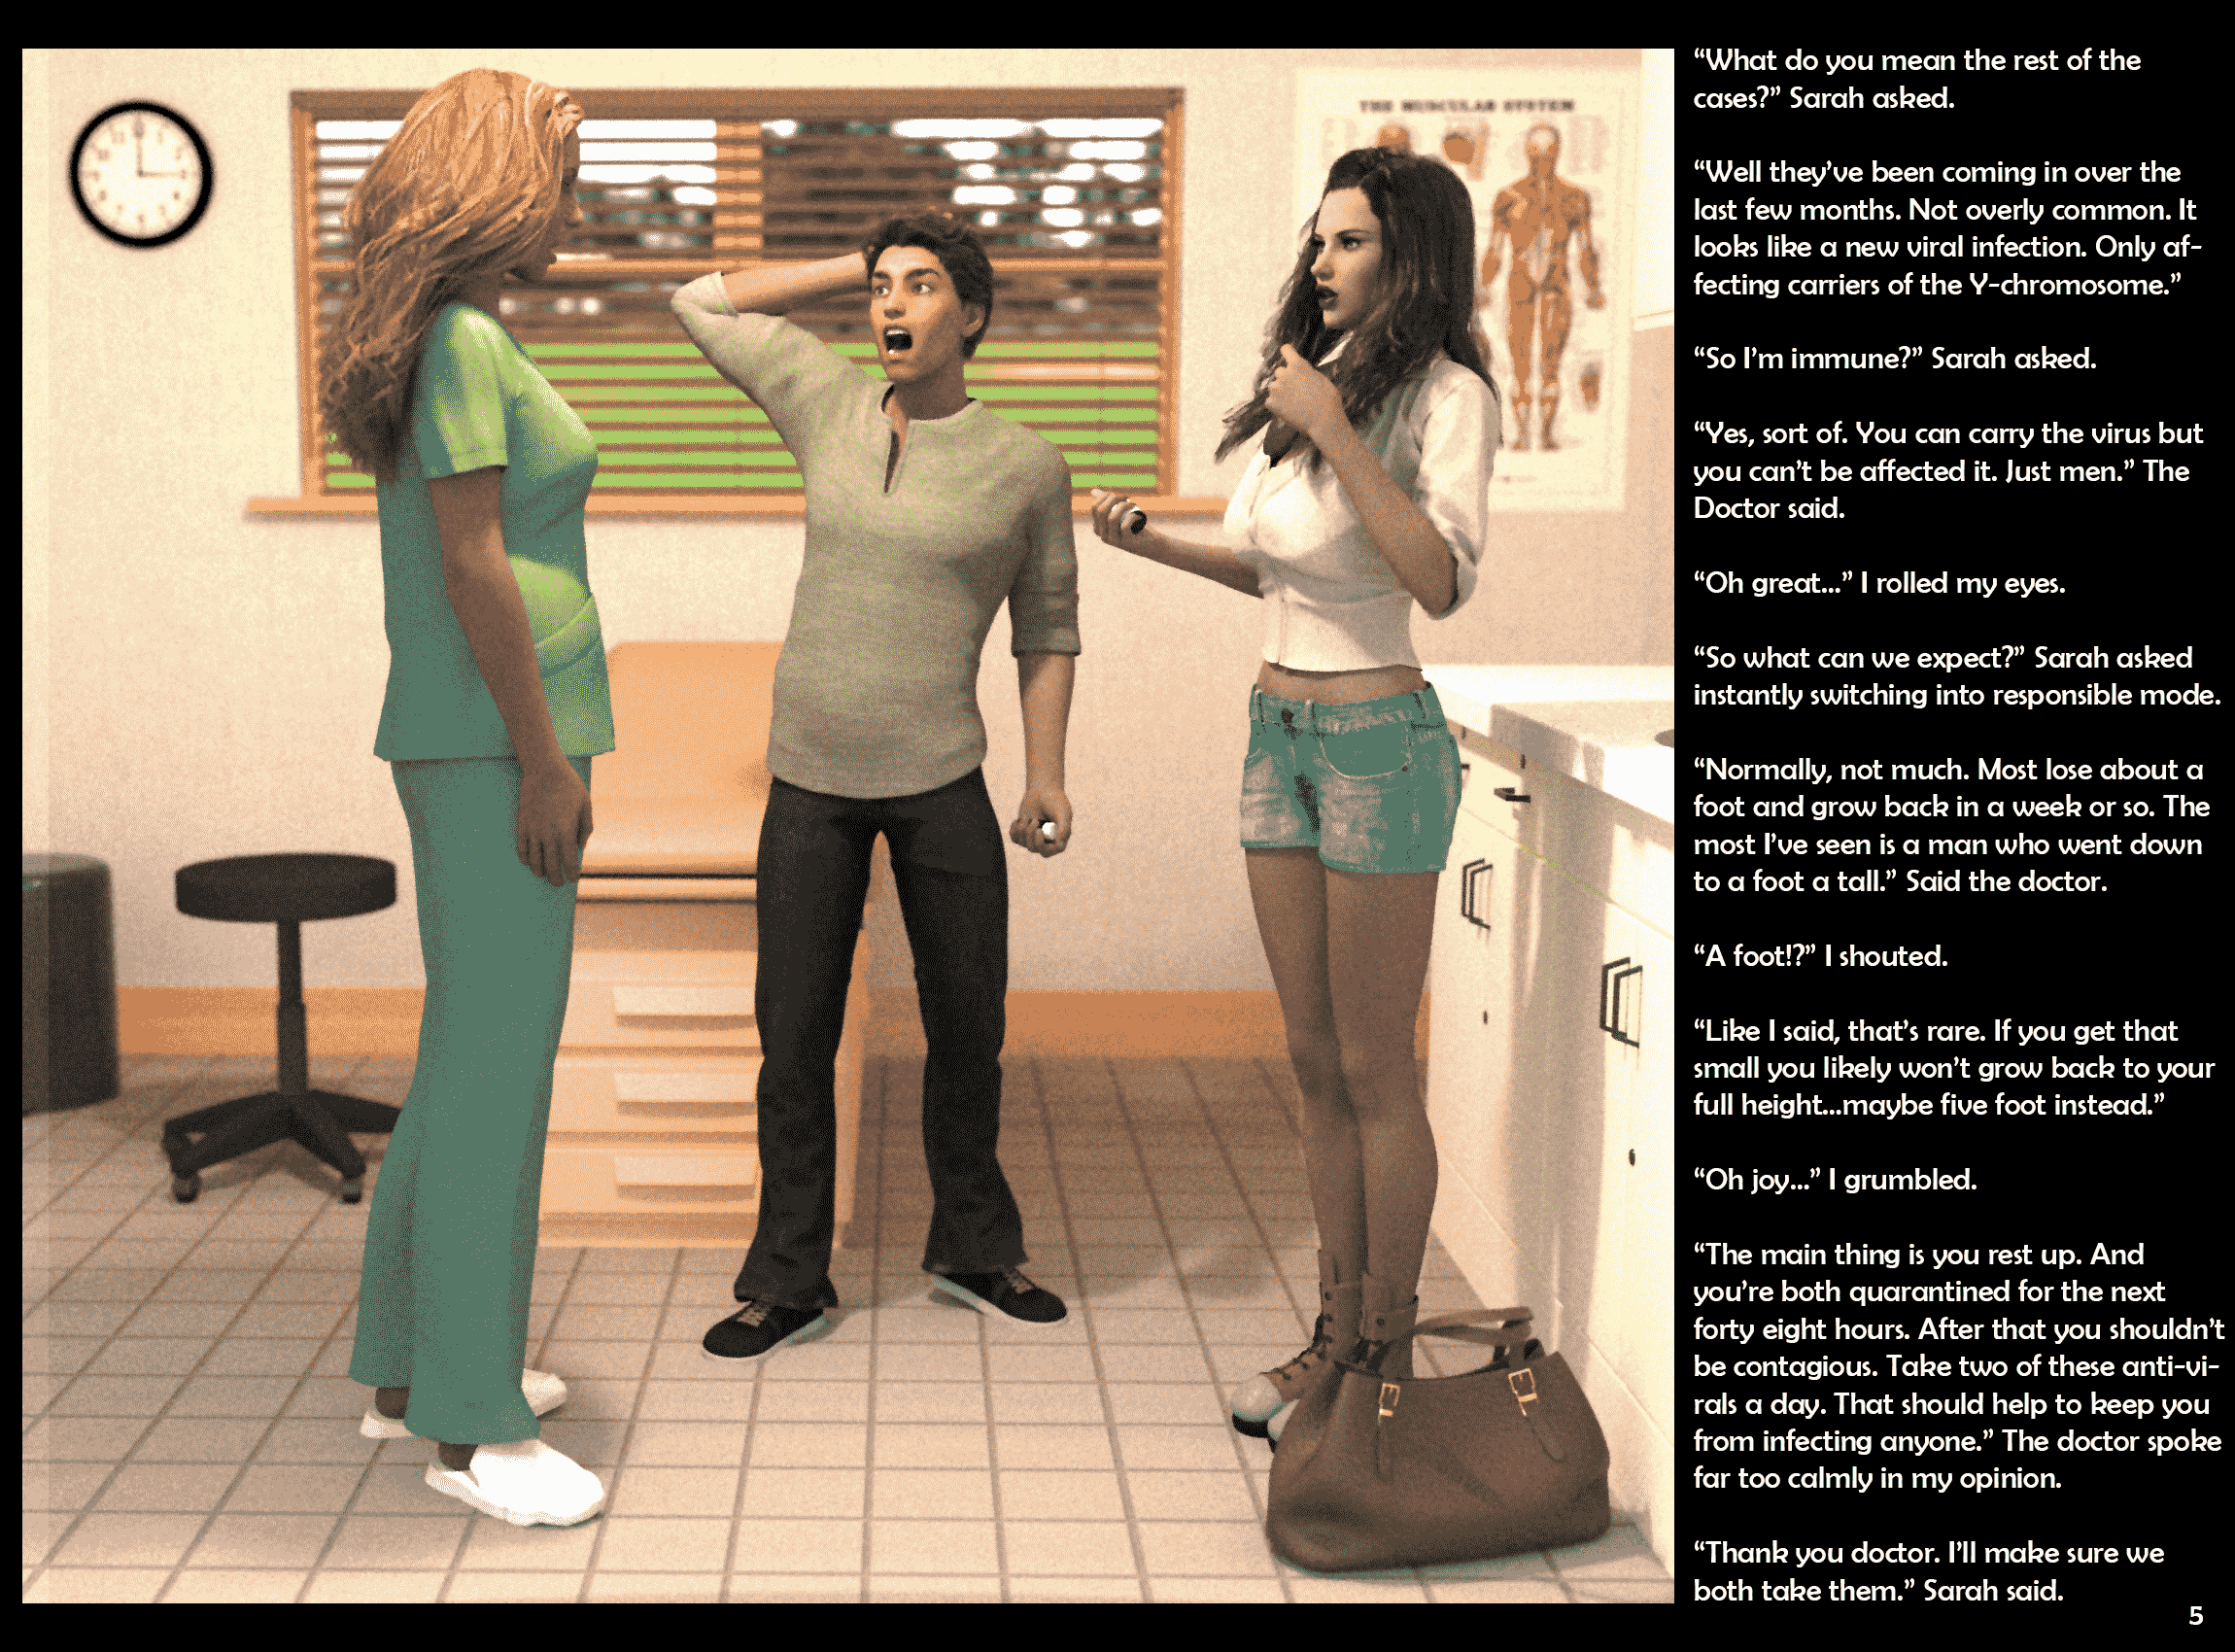 THE MUSCULAR SYSTEM
“What do you mean the rest of the
cases?” Sarah asked.
“Well they’ve been coming in over the
last few months. Not overly common. It
looks like a new viral infection. Only af-
fecting carriers of the Y-chromosome.”
“So I’m immune?” Sarah asked.
“Yes, sort of. You can carry the virus but
you can’t be affected it. Just men.” The
Doctor said.
“Oh great...” I rolled my eyes.
“So what can we expect?” Sarah asked
instantly switching into responsible mode.
“Normally, not much. Most lose about a
foot and grow back in a week or so. The
most I’ve seen is a man who went down
to a foot a tall.” Said the doctor.
“A foot!?” I shouted.
“Like I said, that’s rare. If you get that
small you likely won’t grow back to your
full height...maybe five foot instead.”
“Oh joy...” I grumbled.
“The main thing is you rest up. And
you’re both quarantined for the next
forty eight hours. After that you shouldn’t
be contagious. Take two of these anti-vi-
rals a day. That should help to keep you
from infecting anyone.” The doctor spoke
far too calmly in my opinion.
“Thank you doctor. I’ll make sure we
both take them.” Sarah said.
5